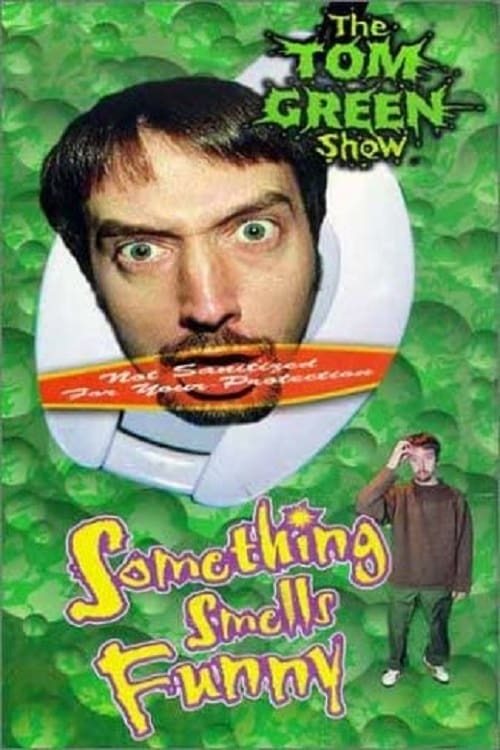 The
TOM
GREEN
Show
Not Sanitized
For Your Protection
Something
Smells
Funny